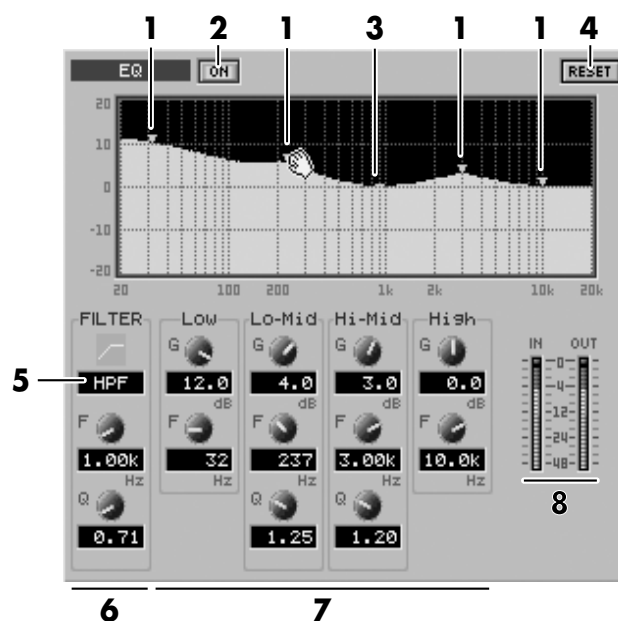 1 2 1 3 1 1 4
EQ ON RESET
20
10
0
-10
-20
20 100 200 1k 2k 10k 20k
FILTER Low Lo-Mid Hi-Mid High
G G G G IN OUT
5 HPF 12.0 4.0 3.0 0.0
dB dB dB dB
F F F F F
1.00k 32 237 3.00k 10.0k
Hz Hz Hz Hz Hz
Q Q Q
0.71 1.25 1.20
-0-
-4-
-12-
-24-
-48-
8
6 7